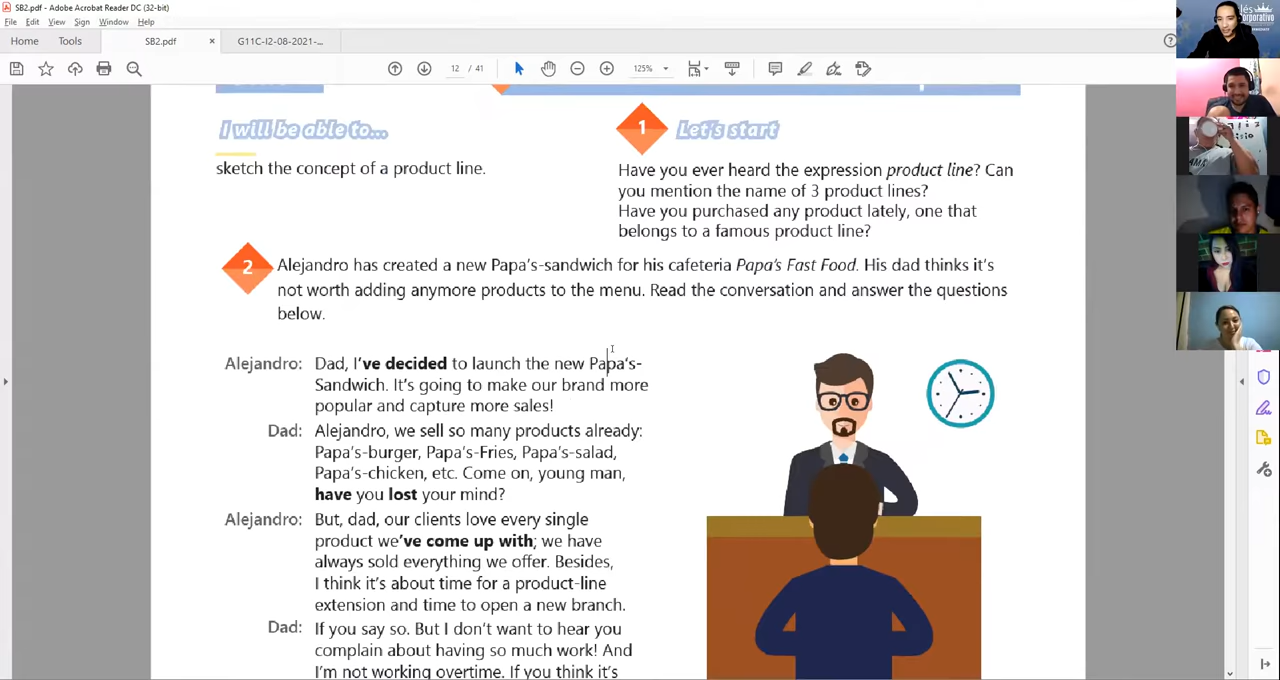 SB2.pdf - Adobe Acrobat Reader DC (32-bit)
File Edit View Sign Window Help
Home Tools SB2.pdf × G11C-I2-08-2021-...
12 / 41 125%
I will be able to...
sketch the concept of a product line.
1 Let's start
Have you ever heard the expression product line? Can
you mention the name of 3 product lines?
Have you purchased any product lately, one that
belongs to a famous product line?
2 Alejandro has created a new Papa's-sandwich for his cafeteria Papa's Fast Food. His dad thinks it's
not worth adding anymore products to the menu. Read the conversation and answer the questions
below.
Alejandro: Dad, I've decided to launch the new Papa's-
Sandwich. It's going to make our brand more
popular and capture more sales!
Dad: Alejandro, we sell so many products already:
Papa's-burger, Papa's-Fries, Papa's-salad,
Papa's-chicken, etc. Come on, young man,
have you lost your mind?
Alejandro: But, dad, our clients love every single
product we've come up with; we have
always sold everything we offer. Besides,
I think it's about time for a product-line
extension and time to open a new branch.
Dad: If you say so. But I don't want to hear you
complain about having so much work! And
I'm not working overtime. If you think it's